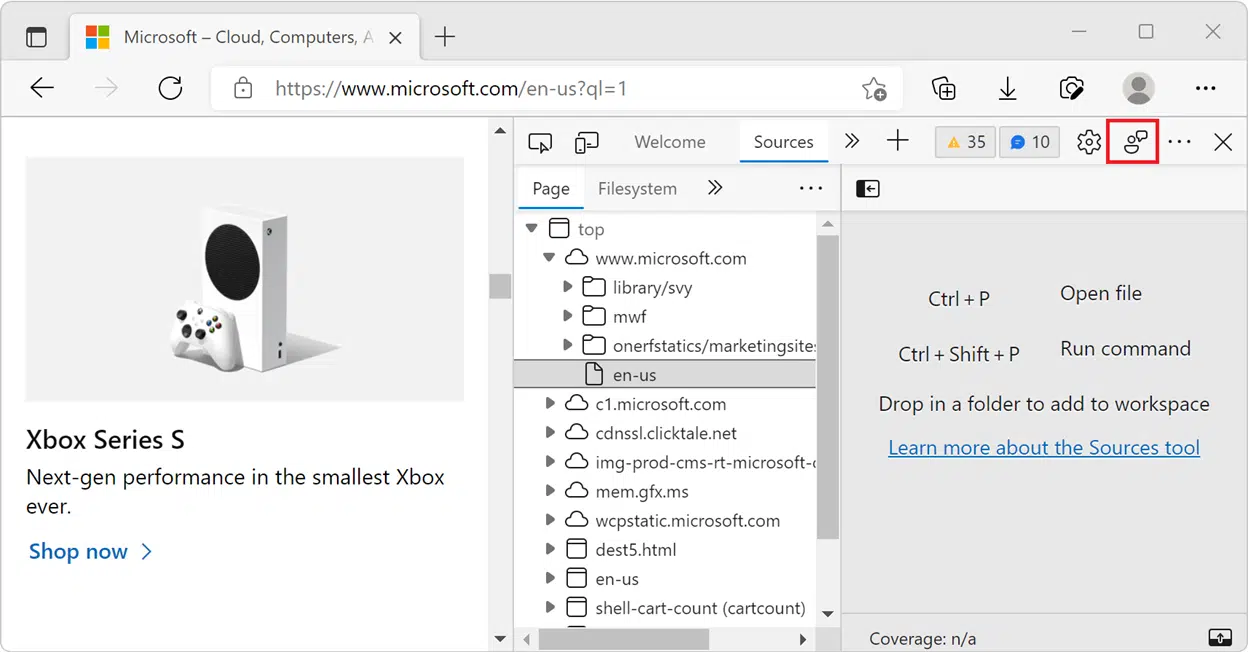 Microsoft – Cloud, Computers, A
https://www.microsoft.com/en-us?ql=1
Welcome
Sources
35
10
Page
Filesystem
top
www.microsoft.com
library/svy
mwf
onerfstatics/marketingsites
en-us
c1.microsoft.com
cdnssl.clicktale.net
img-prod-cms-rt-microsoft-c
mem.gfx.ms
wcpstatic.microsoft.com
dest5.html
en-us
shell-cart-count (cartcount)
Ctrl + P Open file
Ctrl + Shift + P Run command
Drop in a folder to add to workspace
Learn more about the Sources tool
Coverage: n/a
Xbox Series S
Next-gen performance in the smallest Xbox
ever.
Shop now